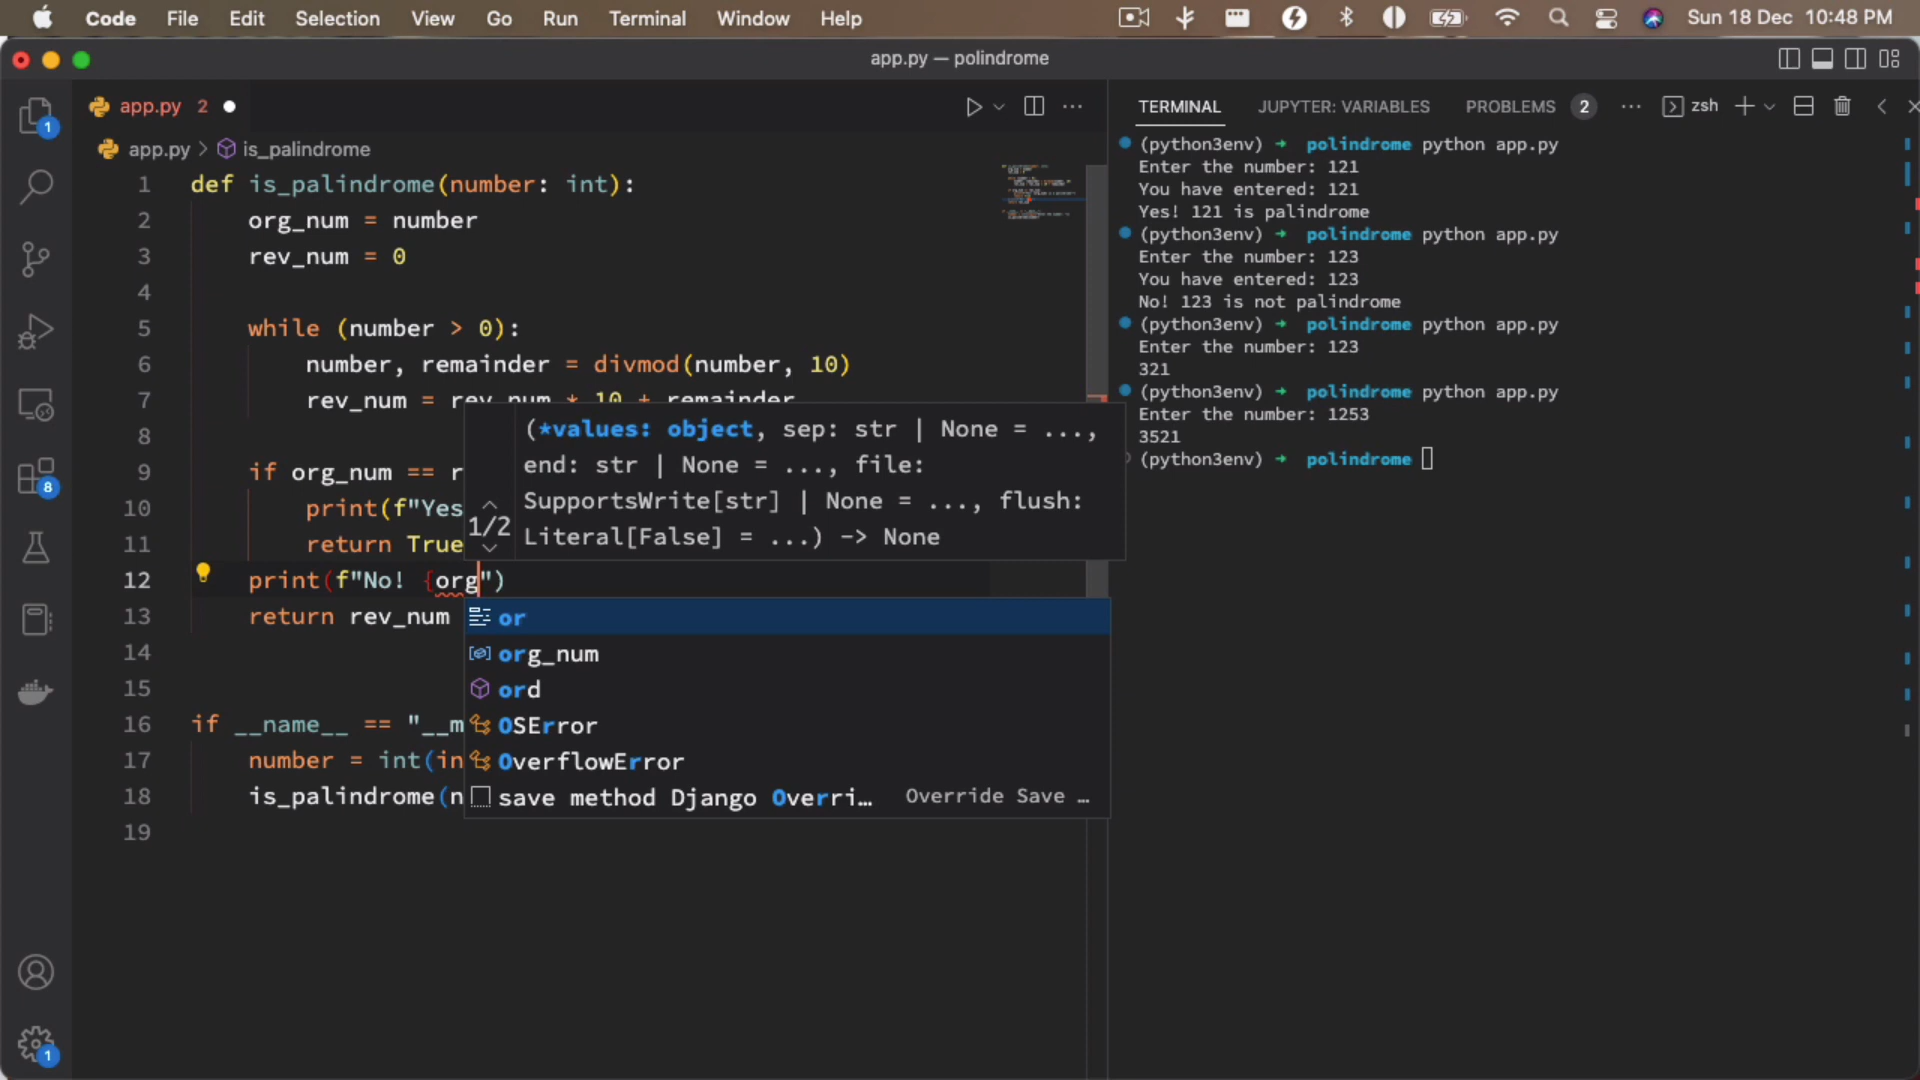 Code File Edit Selection View Go Run Terminal Window Help Sun 18 Dec 10:48 PM
app.py — polindrome
app.py 2
app.py > is_palindrome
1 def is_palindrome(number: int):
2 org_num = number
3 rev_num = 0
4
5 while (number > 0):
6 number, remainder = divmod(number, 10)
7 rev_num = rev_num * 10 + remainder
8
9 if org_num == r
10 print(f"Yes
11 return True
12 print(f"No! {org")
13 return rev_num
14
15
16 if __name__ == "__m
17 number = int(in
18 is_palindrome(n
19
(*values: object, sep: str | None = ...,
end: str | None = ..., file:
SupportsWrite[str] | None = ..., flush:
Literal[False] = ...) -> None
1/2
or
org_num
ord
OSError
OverflowError
save method Django Overri… Override Save …
TERMINAL JUPYTER: VARIABLES PROBLEMS 2 ··· zsh
(python3env) ➜ polindrome python app.py
Enter the number: 121
You have entered: 121
Yes! 121 is palindrome
(python3env) ➜ polindrome python app.py
Enter the number: 123
You have entered: 123
No! 123 is not palindrome
(python3env) ➜ polindrome python app.py
Enter the number: 123
321
(python3env) ➜ polindrome python app.py
Enter the number: 1253
3521
(python3env) ➜ polindrome
1
8
1